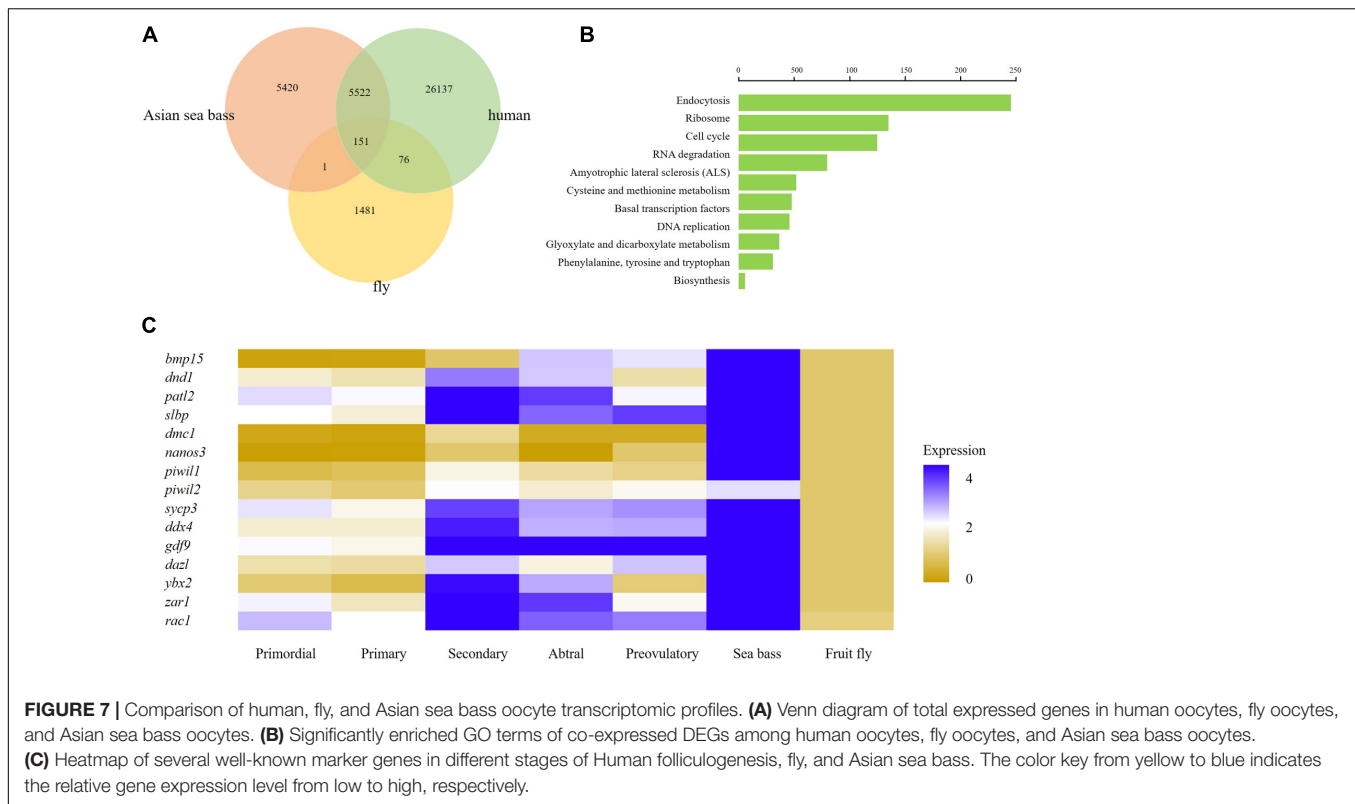 A
B
5420
5522
26137
Asian sea bass
human
151
1
76
1481
fly
0
500
100
150
200
250
Endocytosis
Ribosome
Cell cycle
RNA degradation
Amyotrophic lateral sclerosis (ALS)
Cysteine and methionine metabolism
Basal transcription factors
DNA replication
Glyoxylate and dicarboxylate metabolism
Phenylalanine, tyrosine and tryptophan
Biosynthesis
C
bmp15
dnd1
patl2
slbp
dmc1
nanos3
piwil1
piwil2
sycp3
ddx4
gdf9
dazl
ybx2
zar1
rac1
Expression
4
2
0
Primordial
Primary
Secondary
Abtral
Preovulatory
Sea bass
Fruit fly
FIGURE 7 | Comparison of human, fly, and Asian sea bass oocyte transcriptomic profiles. (A) Venn diagram of total expressed genes in human oocytes, fly oocytes,
and Asian sea bass oocytes. (B) Significantly enriched GO terms of co-expressed DEGs among human oocytes, fly oocytes, and Asian sea bass oocytes.
(C) Heatmap of several well-known marker genes in different stages of Human folliculogenesis, fly, and Asian sea bass. The color key from yellow to blue indicates
the relative gene expression level from low to high, respectively.